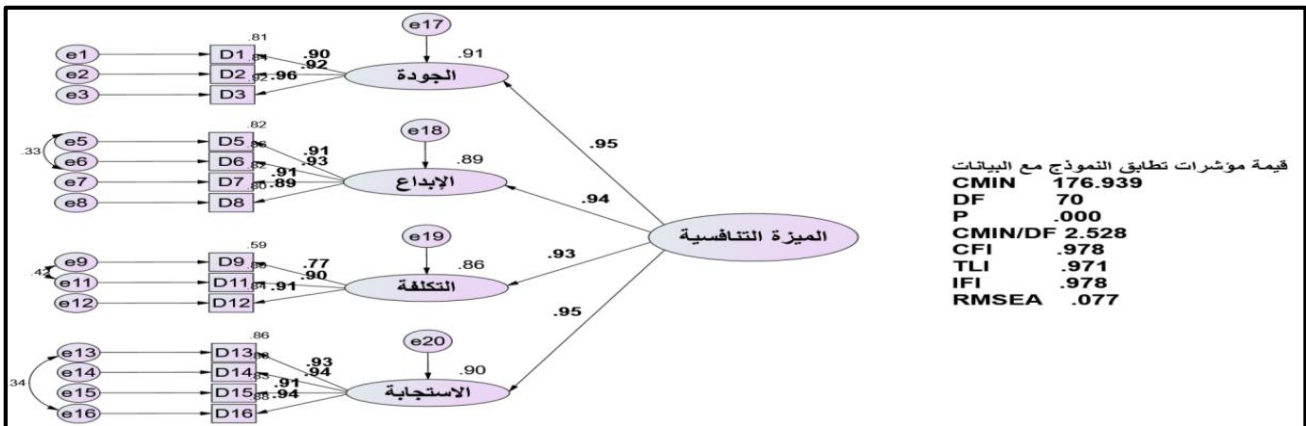 e17
.91
الجودة
e1 D1 .81 .90
e2 D2 .92
e3 D3 .96
.95
e18
.89
الإبداع
.33
e5 D5 .82 .91
e6 D6 .93
e7 D7 .91
e8 D8 .80 .89
.94
الميزة التنافسية
e19
.86
التكلفة
.42
e9 D9 .59 .77
e11 D11 .90
e12 D12 .91
.93
e20
.90
الاستجابة
34
e13 D13 .86 .93
e14 D14 .94
e15 D15 .91
e16 D16 .94
.95
قيمة مؤشرات تطابق النموذج مع البيانات
CMIN 176.939
DF 70
P .000
CMIN/DF 2.528
CFI .978
TLI .971
IFI .978
RMSEA .077